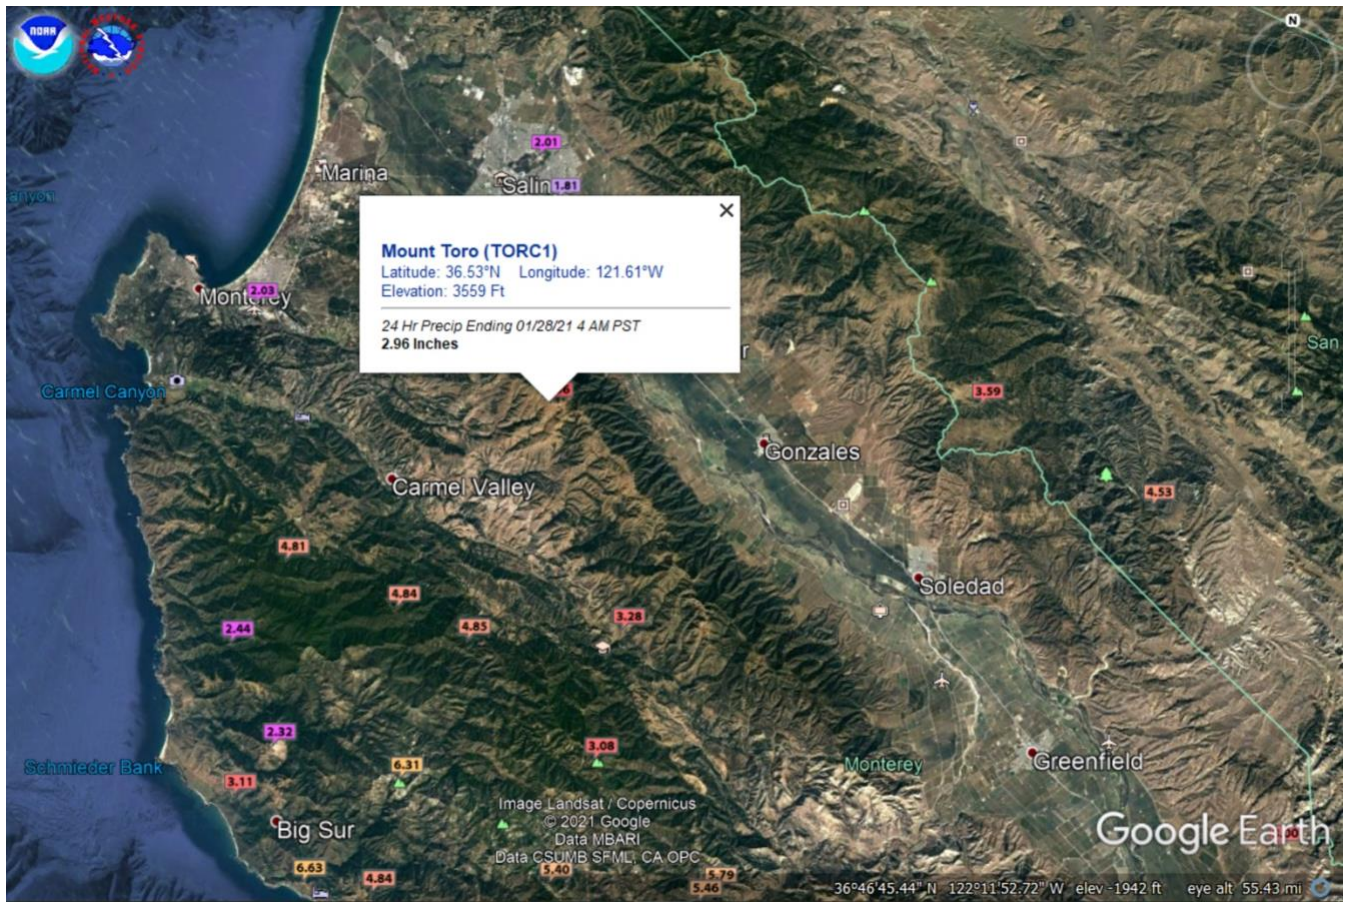 NOAA
N
2.01
Marina
Salin
1.81
Mount Toro (TORC1)
Latitude: 36.53°N Longitude: 121.61°W
Elevation: 3559 Ft
24 Hr Precip Ending 01/28/21 4 AM PST
2.96 Inches
2.03
Monterey
San
Carmel Canyon
r
3.59
Gonzales
Carmel Valley
4.53
4.81
Soledad
4.84
3.28
4.85
2.44
2.32
3.08
6.31
Schmieder Bank
3.11
Monterey
Greenfield
Image Landsat / Copernicus
© 2021 Google
Data MBARI
Data CSUMB SFML, CA OPC
Big Sur
Google Earth
6.63
4.84
5.40
5.79
5.46
36°46'45.44" N 122°11'52.72" W elev -1942 ft eye alt 55.43 mi